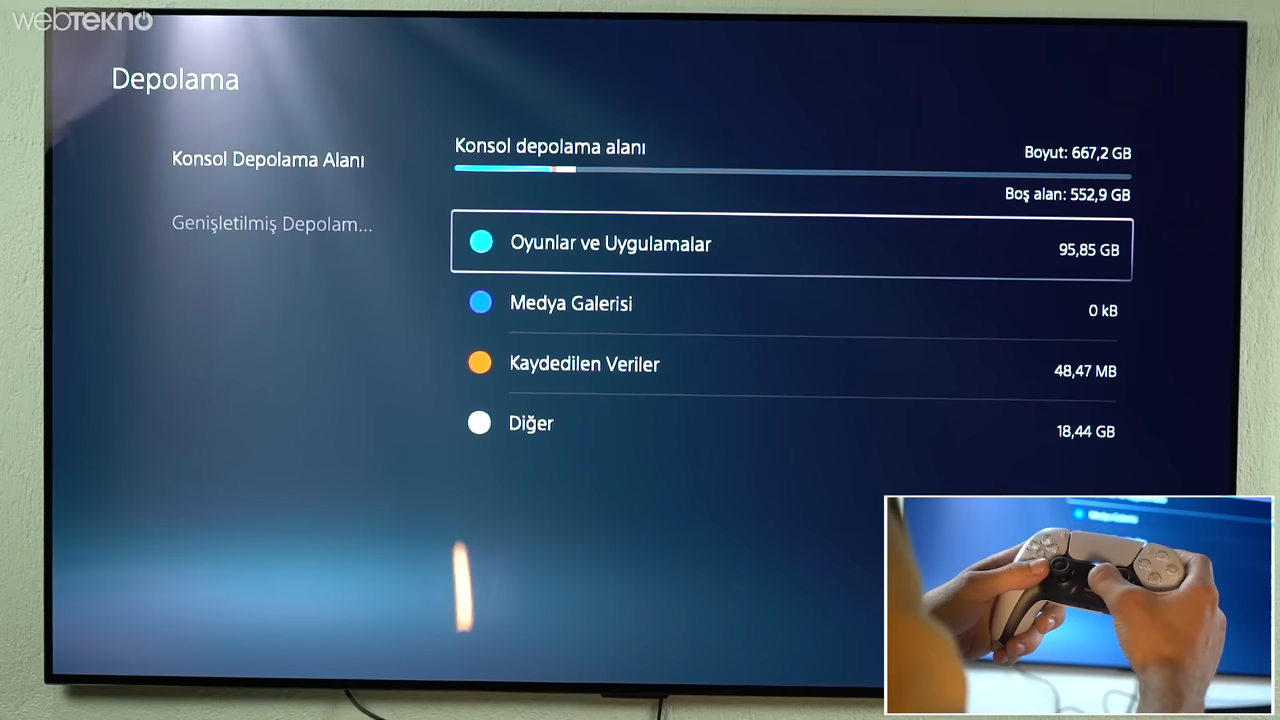 webtekno
Depolama
Konsol Depolama Alanı
Genişletilmiş Depolam...
Konsol depolama alanı
Boyut: 667,2 GB
Boş alan: 552,9 GB
Oyunlar ve Uygulamalar
95,85 GB
Medya Galerisi
0 kB
Kaydedilen Veriler
48,47 MB
Diğer
18,44 GB